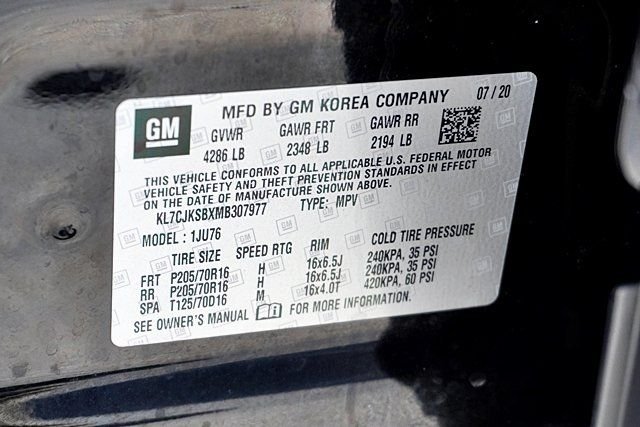 GM MFD BY GM KOREA COMPANY 07/20
GVWR GAWR FRT GAWR RR
4286 LB 2348 LB 2194 LB
THIS VEHICLE CONFORMS TO ALL APPLICABLE U.S. FEDERAL MOTOR
VEHICLE SAFETY AND THEFT PREVENTION STANDARDS IN EFFECT
ON THE DATE OF MANUFACTURE SHOWN ABOVE.
KL7CJKSBXMB307977 TYPE: MPV
MODEL : 1JU76
TIRE SIZE SPEED RTG RIM COLD TIRE PRESSURE
FRT P205/70R16 H 16x6.5J 240KPA, 35 PSI
RR P205/70R16 H 16x6.5J 240KPA, 35 PSI
SPA T125/70D16 M 16x4.0T 420KPA, 60 PSI
SEE OWNER'S MANUAL FOR MORE INFORMATION.